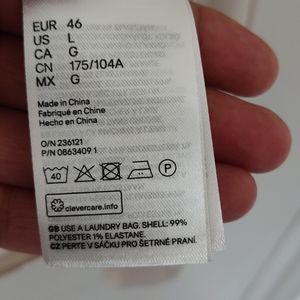 EUR 46
US L
CA G
CN 175/104A
MX G
Made in China
Fabriqué en Chine
Hecho en China
O/N 236121
P/N 0863409 1
40 P
clevercare.info
GB USE A LAUNDRY BAG. SHELL: 99%
POLYESTER 1% ELASTANE.
CZ PERTE V SÁČKU PRO ŠETRNÉ PRANÍ.